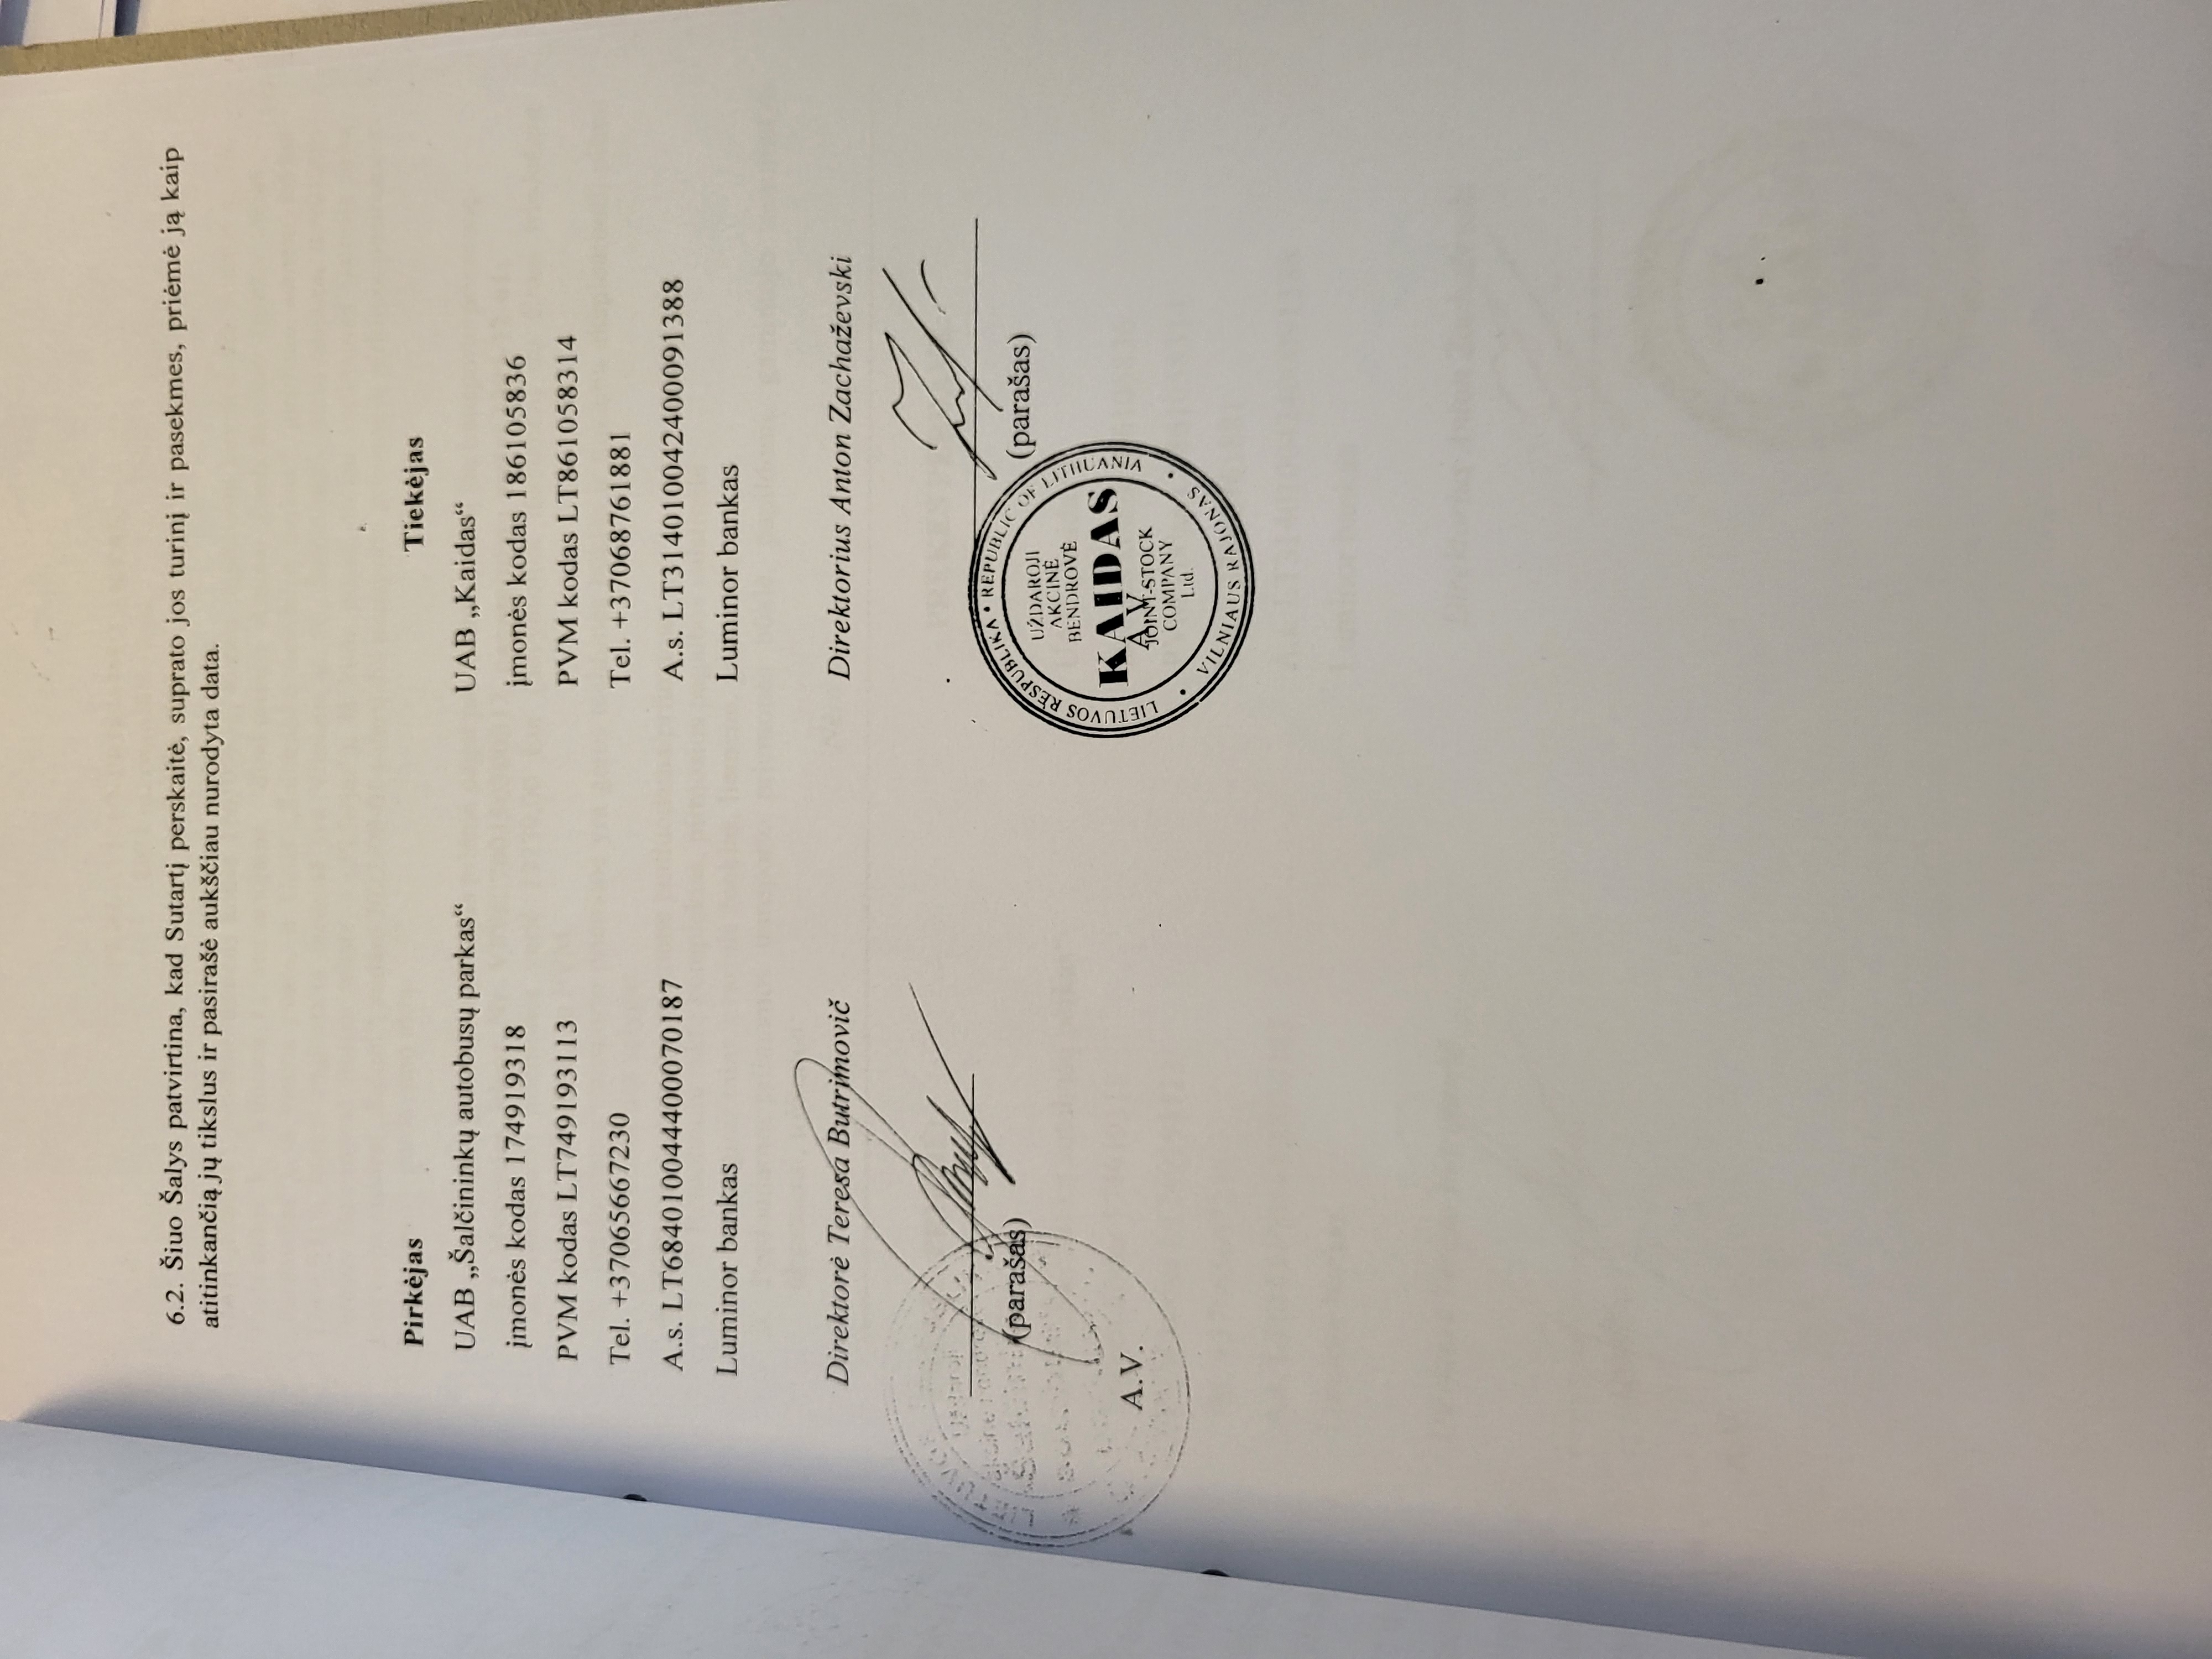 6.2. Šiuo Šalys patvirtina, kad Sutartį perskaitė, suprato jos turinį ir pasekmes, priėmė ją kaip
atitinkančią jų tikslus ir pasirašė aukščiau nurodyta data.
Pirkėjas
UAB „Šalčininkų autobusų parkas“
įmonės kodas 174919318
PVM kodas LT749193113
Tel. +37065667230
A.s. LT684010044400070187
Luminor bankas
Direktorė Teresa Butrimovič
(parašas)
A.V.
Tiekėjas
UAB „Kaidas“
įmonės kodas 186105836
PVM kodas LT861058314
Tel. +37068761881
A.s. LT314010042400091388
Luminor bankas
Direktorius Anton Zachaževski
(parašas)
LIETUVOS RESPUBLIKA • REPUBLIC OF LITHUANIA
• VILNIAUS RAJONAS •
UŽDAROJI
AKCINĖ
BENDROVĖ
KAIDAS
A.V.
JOINT-STOCK
COMPANY
Ltd.